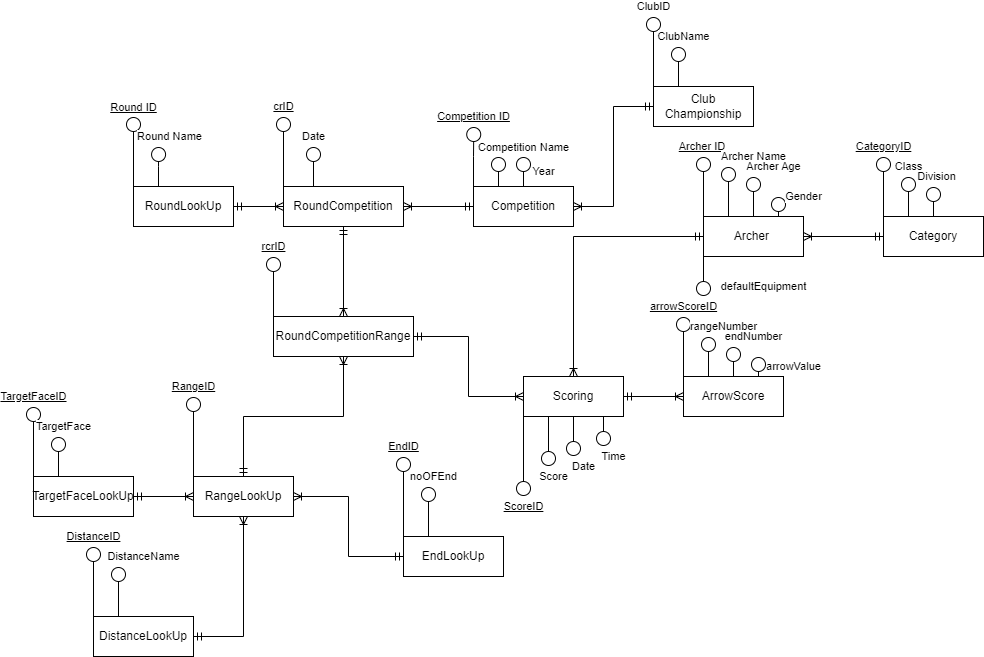 ClubID
ClubName
Club
Championship
Round ID
Round Name
RoundLookUp
crID
Date
RoundCompetition
Competition ID
Competition Name
Year
Competition
Archer ID
Archer Name
Archer Age
Gender
Archer
defaultEquipment
CategoryID
Class
Division
Category
rcrID
RoundCompetitionRange
arrowScoreID
rangeNumber
endNumber
arrowValue
ArrowScore
Scoring
Score
Date
Time
ScoreID
TargetFaceID
TargetFace
TargetFaceLookUp
RangeID
RangeLookUp
EndID
noOFEnd
EndLookUp
DistanceID
DistanceName
DistanceLookUp